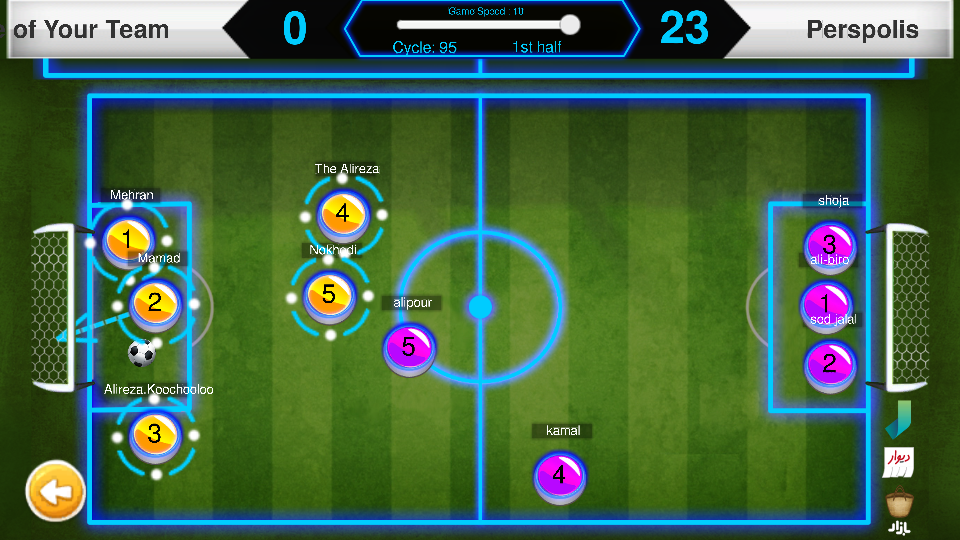 of Your Team
0
Game Speed : 10
Cycle: 95
1st half
23
Perspolis
The Alireza
4
Mehran
1
shoja
3
Mamad
2
Nokhodi
5
ali-biro
1
alipour
5
sod jalal
2
Alireza.Koochooloo
3
kamal
4
دیوار
بازار